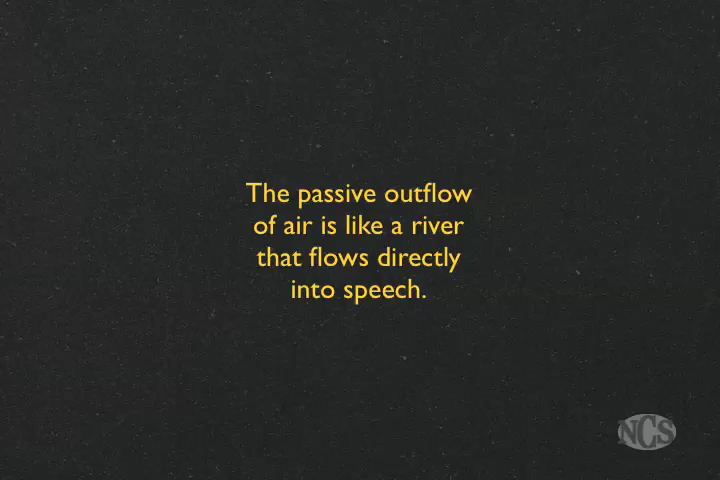 The passive outflow
of air is like a river
that flows directly
into speech.
NCS